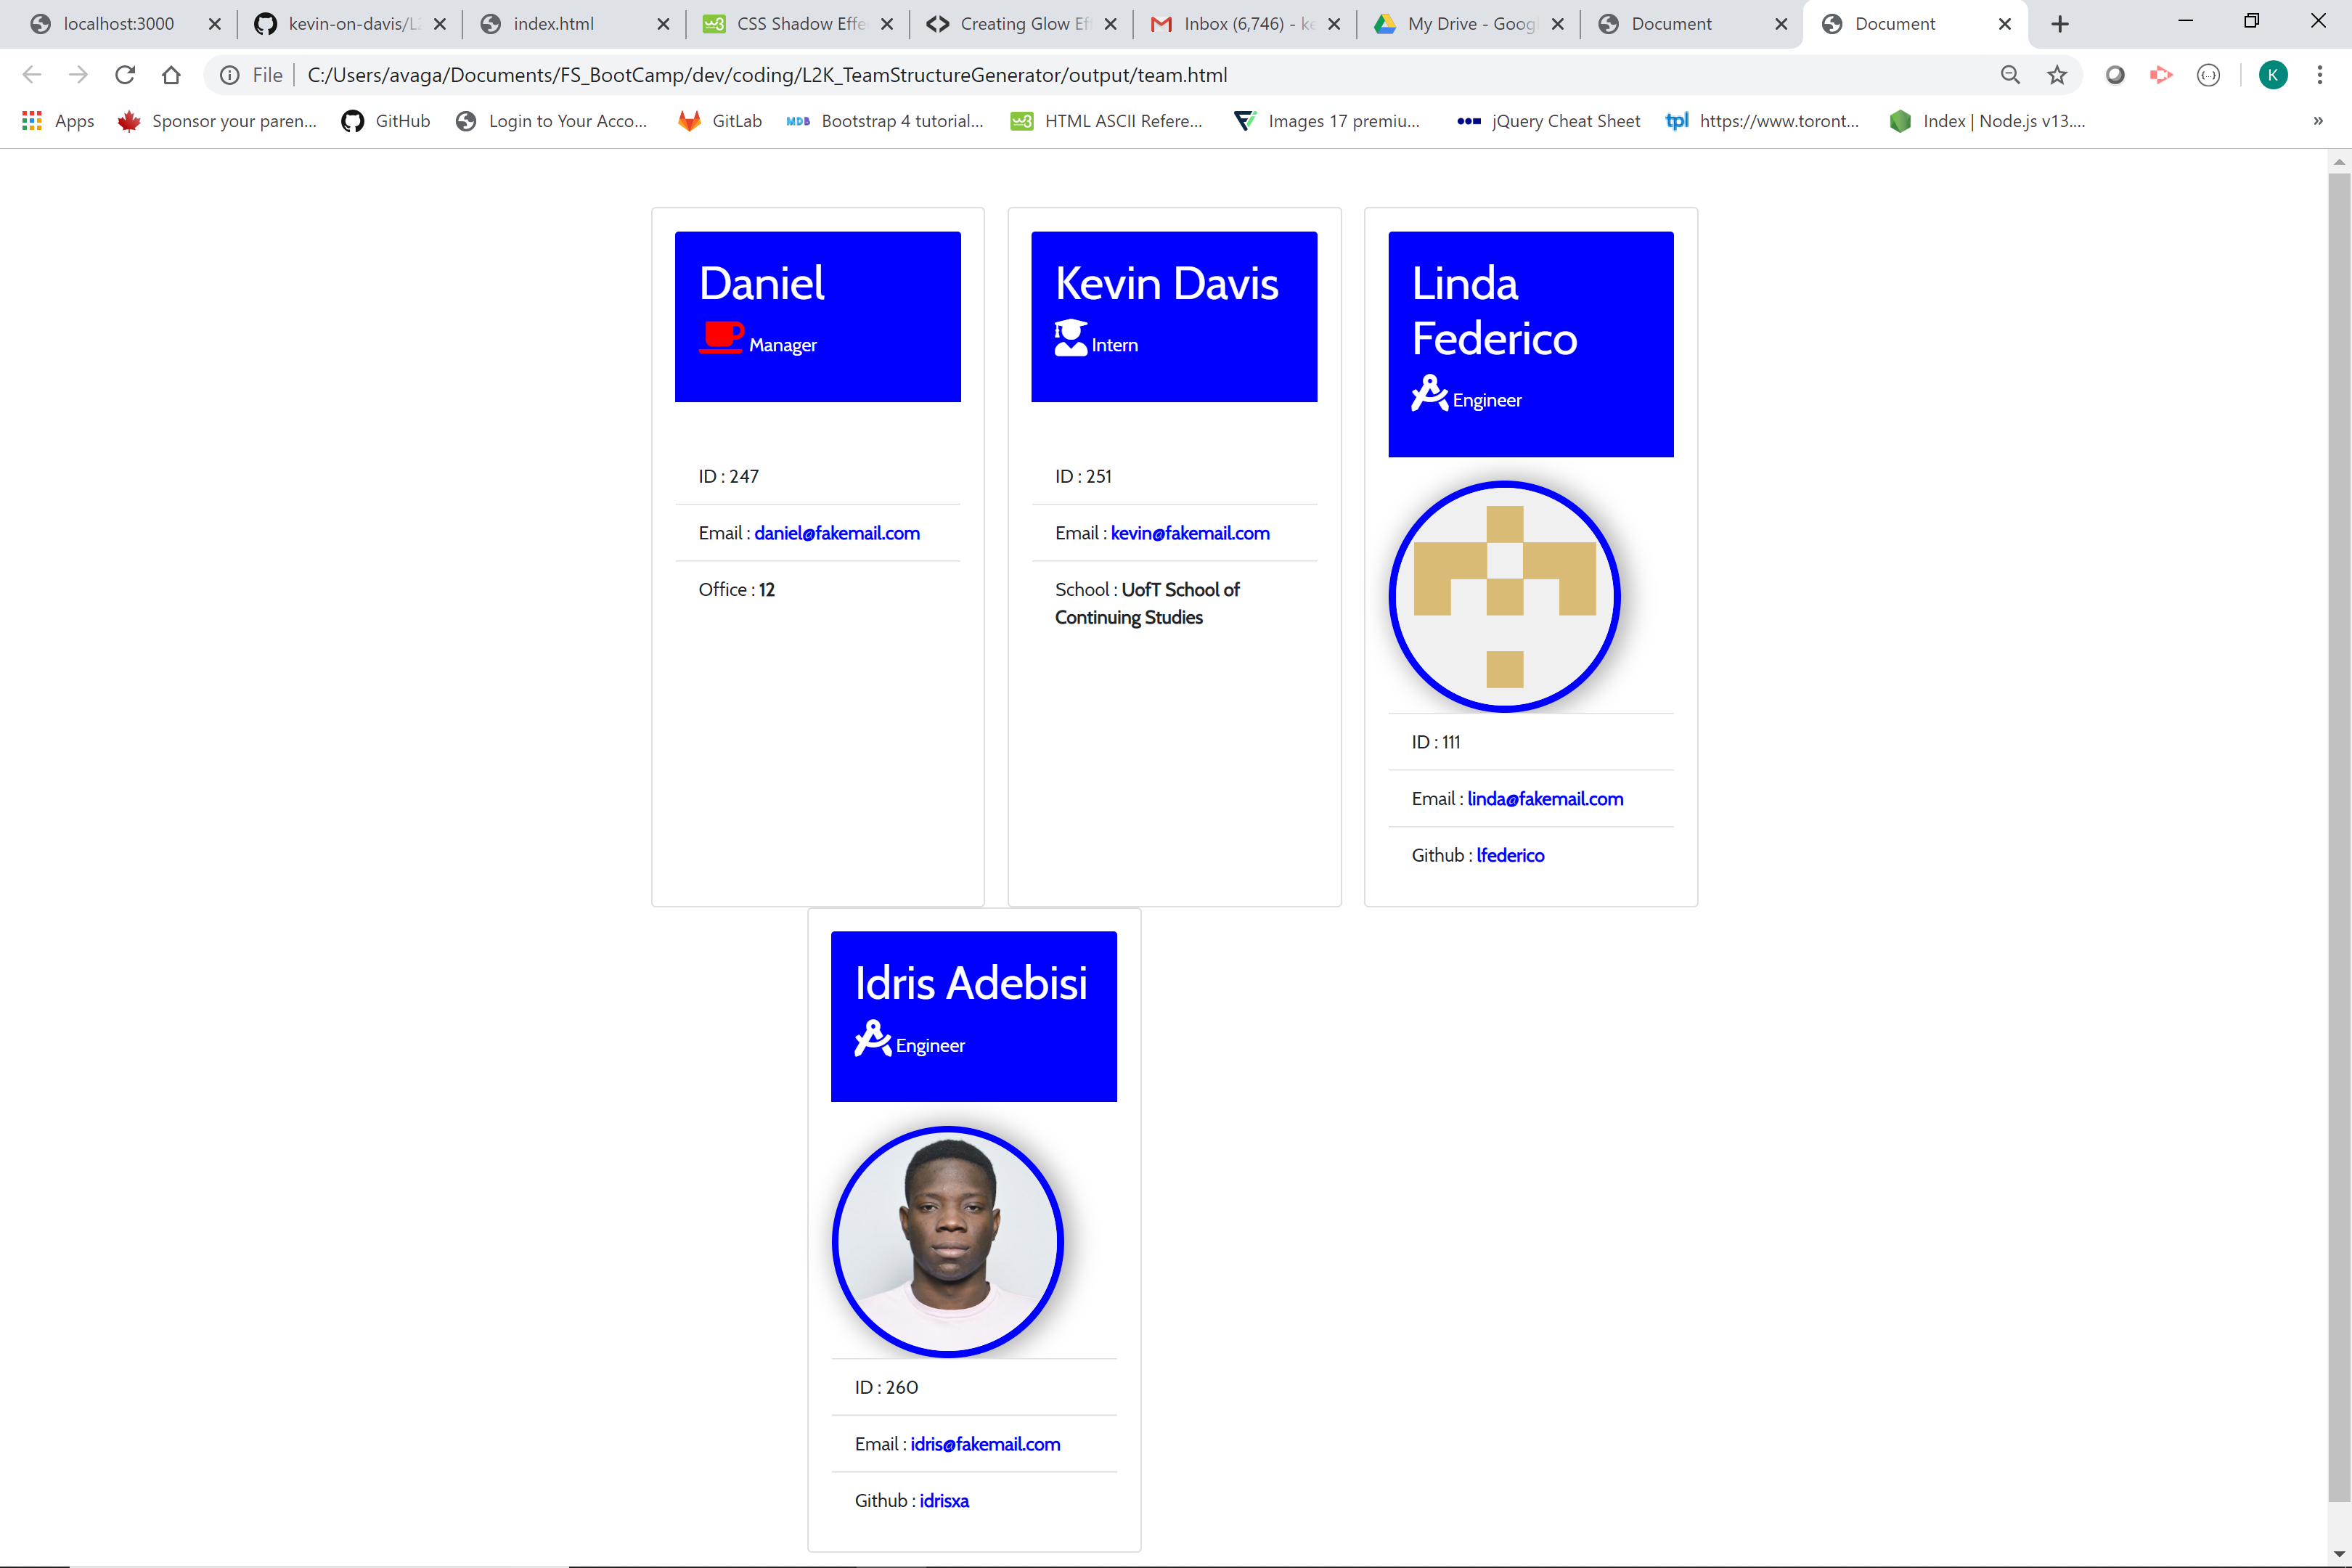 localhost:3000
kevin-on-davis/L
index.html
CSS Shadow Effe
Creating Glow Ef
Inbox (6,746) - ke
My Drive - Goog
Document
Document
File
C:/Users/avaga/Documents/FS_BootCamp/dev/coding/L2K_TeamStructureGenerator/output/team.html
K
Apps
Sponsor your paren...
GitHub
Login to Your Acco...
GitLab
MDB
Bootstrap 4 tutorial...
HTML ASCII Refere...
Images 17 premiu...
jQuery Cheat Sheet
tpl
https://www.toront...
Index | Node.js v13....
»
Daniel
Manager
ID : 247
Email : daniel@fakemail.com
Office : 12
Kevin Davis
Intern
ID : 251
Email : kevin@fakemail.com
School : UofT School of
Continuing Studies
Linda
Federico
Engineer
ID : 111
Email : linda@fakemail.com
Github : lfederico
Idris Adebisi
Engineer
ID : 260
Email : idris@fakemail.com
Github : idrisxa